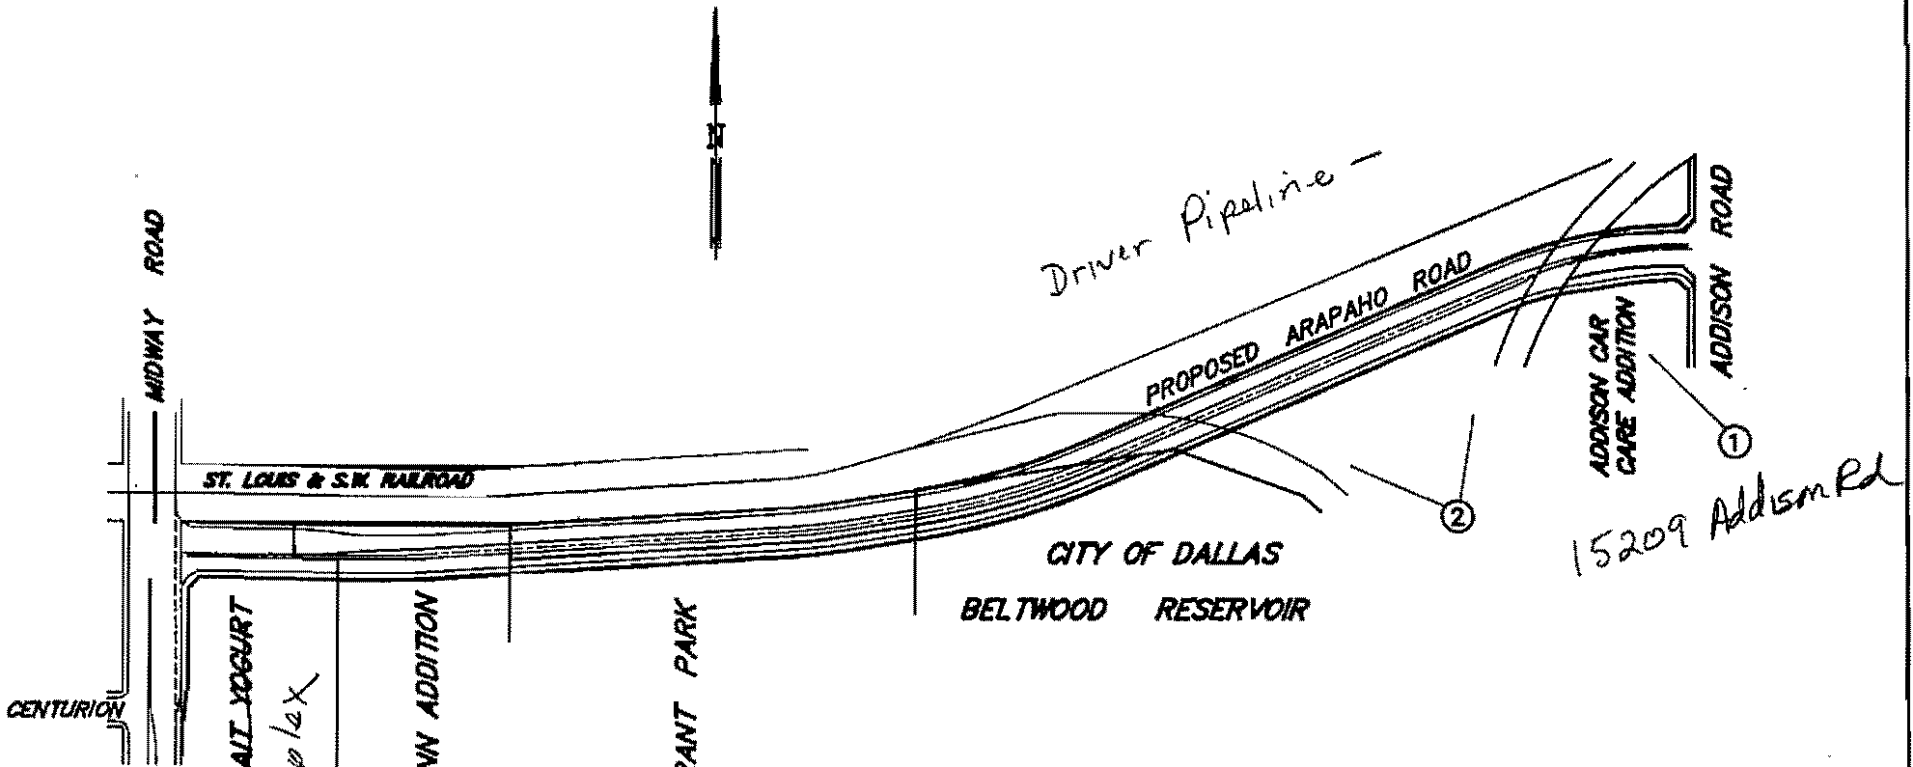 N
MIDWAY ROAD
Driver Pipeline -
PROPOSED ARAPAHO ROAD
ADDISON ROAD
ADDISON CAR
CARE ADDITION
1
15209 Addison Rd
ST. LOUIS & S.W. RAILROAD
2
CITY OF DALLAS
BELTWOOD RESERVOIR
CENTURION
YOGURT
ADDITION
PARK